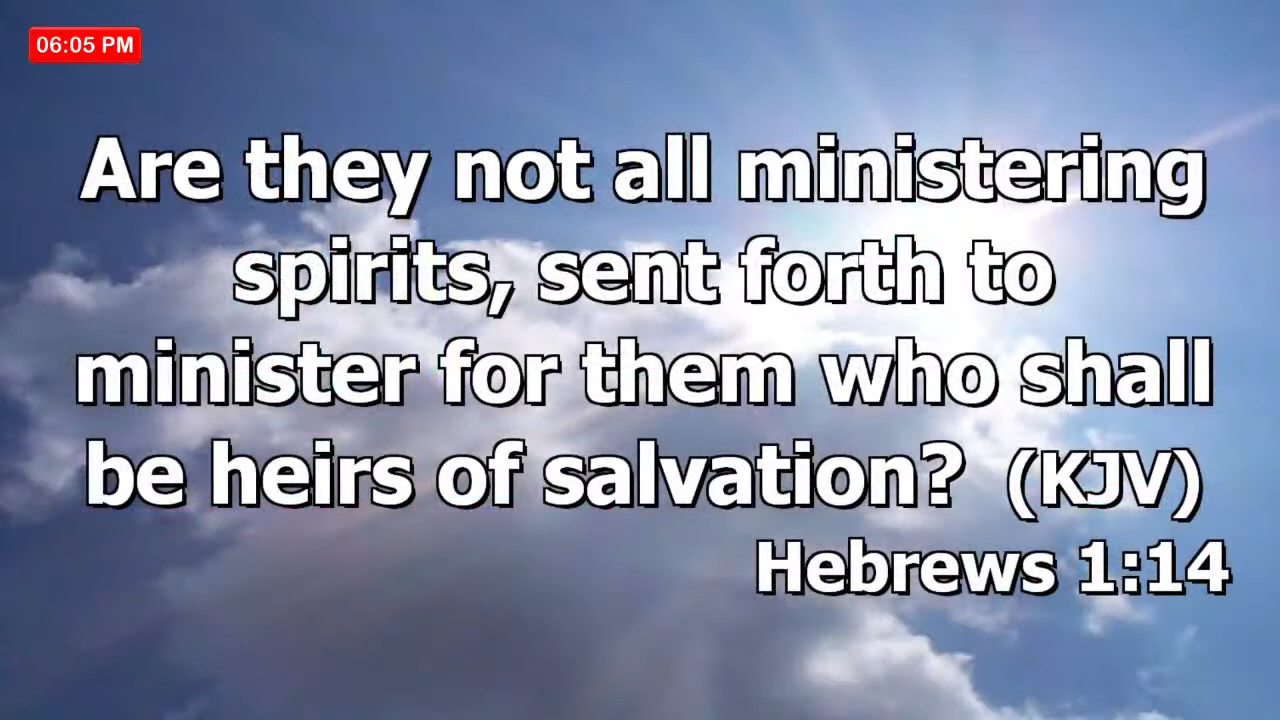 06:05 PM
Are they not all ministering
spirits, sent forth to
minister for them who shall
be heirs of salvation?  (KJV)
Hebrews 1:14